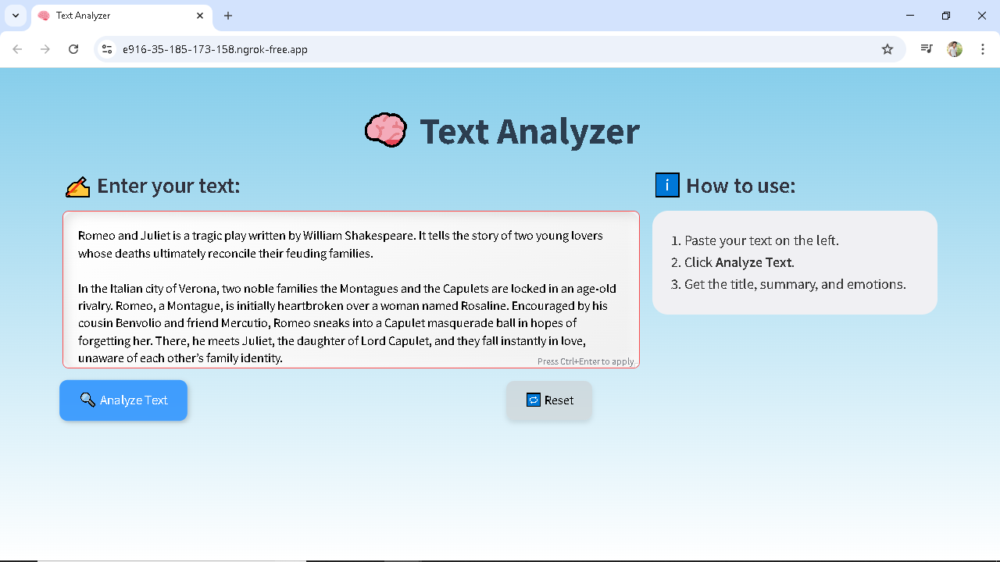 Text Analyzer
e916-35-185-173-158.ngrok-free.app
Text Analyzer
Enter your text:
Romeo and Juliet is a tragic play written by William Shakespeare. It tells the story of two young lovers
whose deaths ultimately reconcile their feuding families.
In the Italian city of Verona, two noble families the Montagues and the Capulets are locked in an age-old
rivalry. Romeo, a Montague, is initially heartbroken over a woman named Rosaline. Encouraged by his
cousin Benvolio and friend Mercutio, Romeo sneaks into a Capulet masquerade ball in hopes of
forgetting her. There, he meets Juliet, the daughter of Lord Capulet, and they fall instantly in love,
unaware of each other’s family identity.
Press Ctrl+Enter to apply
Analyze Text
Reset
i How to use:
1. Paste your text on the left.
2. Click Analyze Text.
3. Get the title, summary, and emotions.